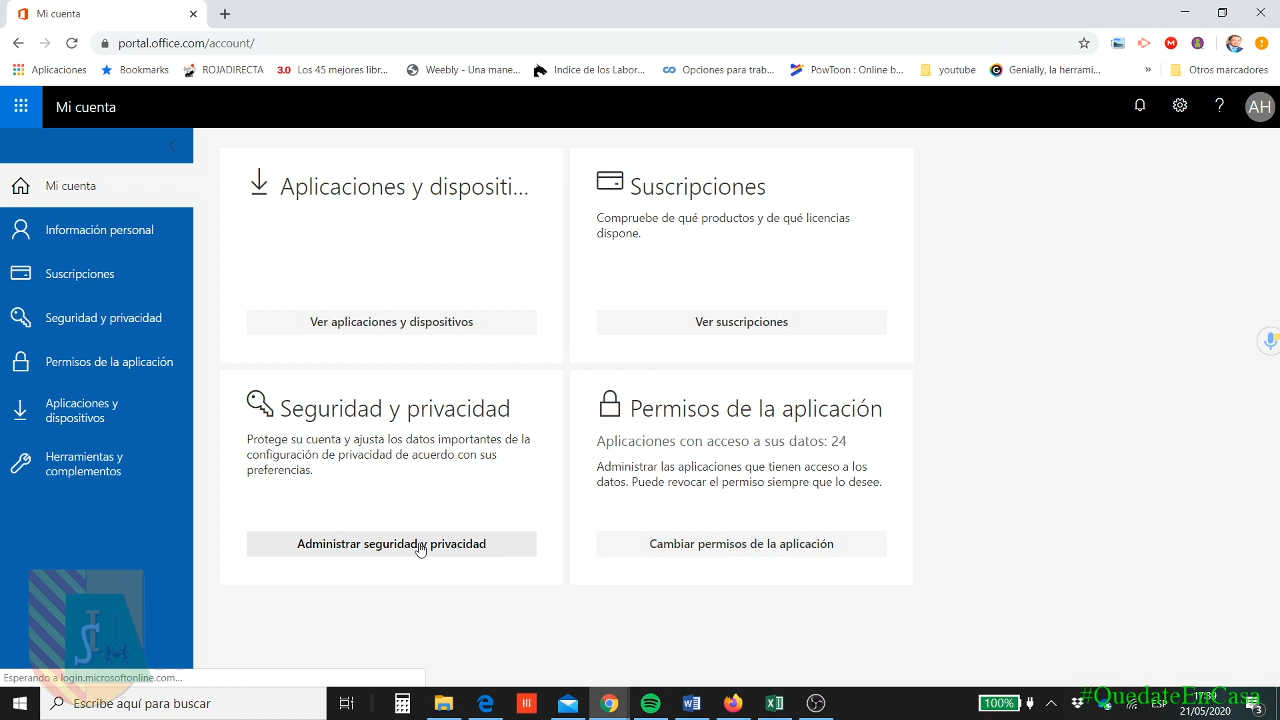 Mi cuenta
portal.office.com/account/
Aplicaciones
Bookmarks
ROJADIRECTA
3.0 Los 45 mejores libr...
Weebly - Una mane...
Indice de los Lector...
Opciones para trab...
PowToon : Online b...
youtube
Genially, la herrami...
»
Otros marcadores
Mi cuenta
AH
Mi cuenta
Información personal
Suscripciones
Seguridad y privacidad
Permisos de la aplicación
Aplicaciones y
dispositivos
Herramientas y
complementos
Aplicaciones y dispositi...
Ver aplicaciones y dispositivos
Suscripciones
Compruebe de qué productos y de qué licencias
dispone.
Ver suscripciones
Seguridad y privacidad
Protege su cuenta y ajusta los datos importantes de la
configuración de privacidad de acuerdo con sus
preferencias.
Administrar seguridad y privacidad
Permisos de la aplicación
Aplicaciones con acceso a sus datos: 24
Administrar las aplicaciones que tienen acceso a los
datos. Puede revocar el permiso siempre que lo desee.
Cambiar permisos de la aplicación
Esperando a login.microsoftonline.com...
Escribe aquí para buscar
100%
ESP
17:39
21/05/2020
3
#QuedateEnCasa